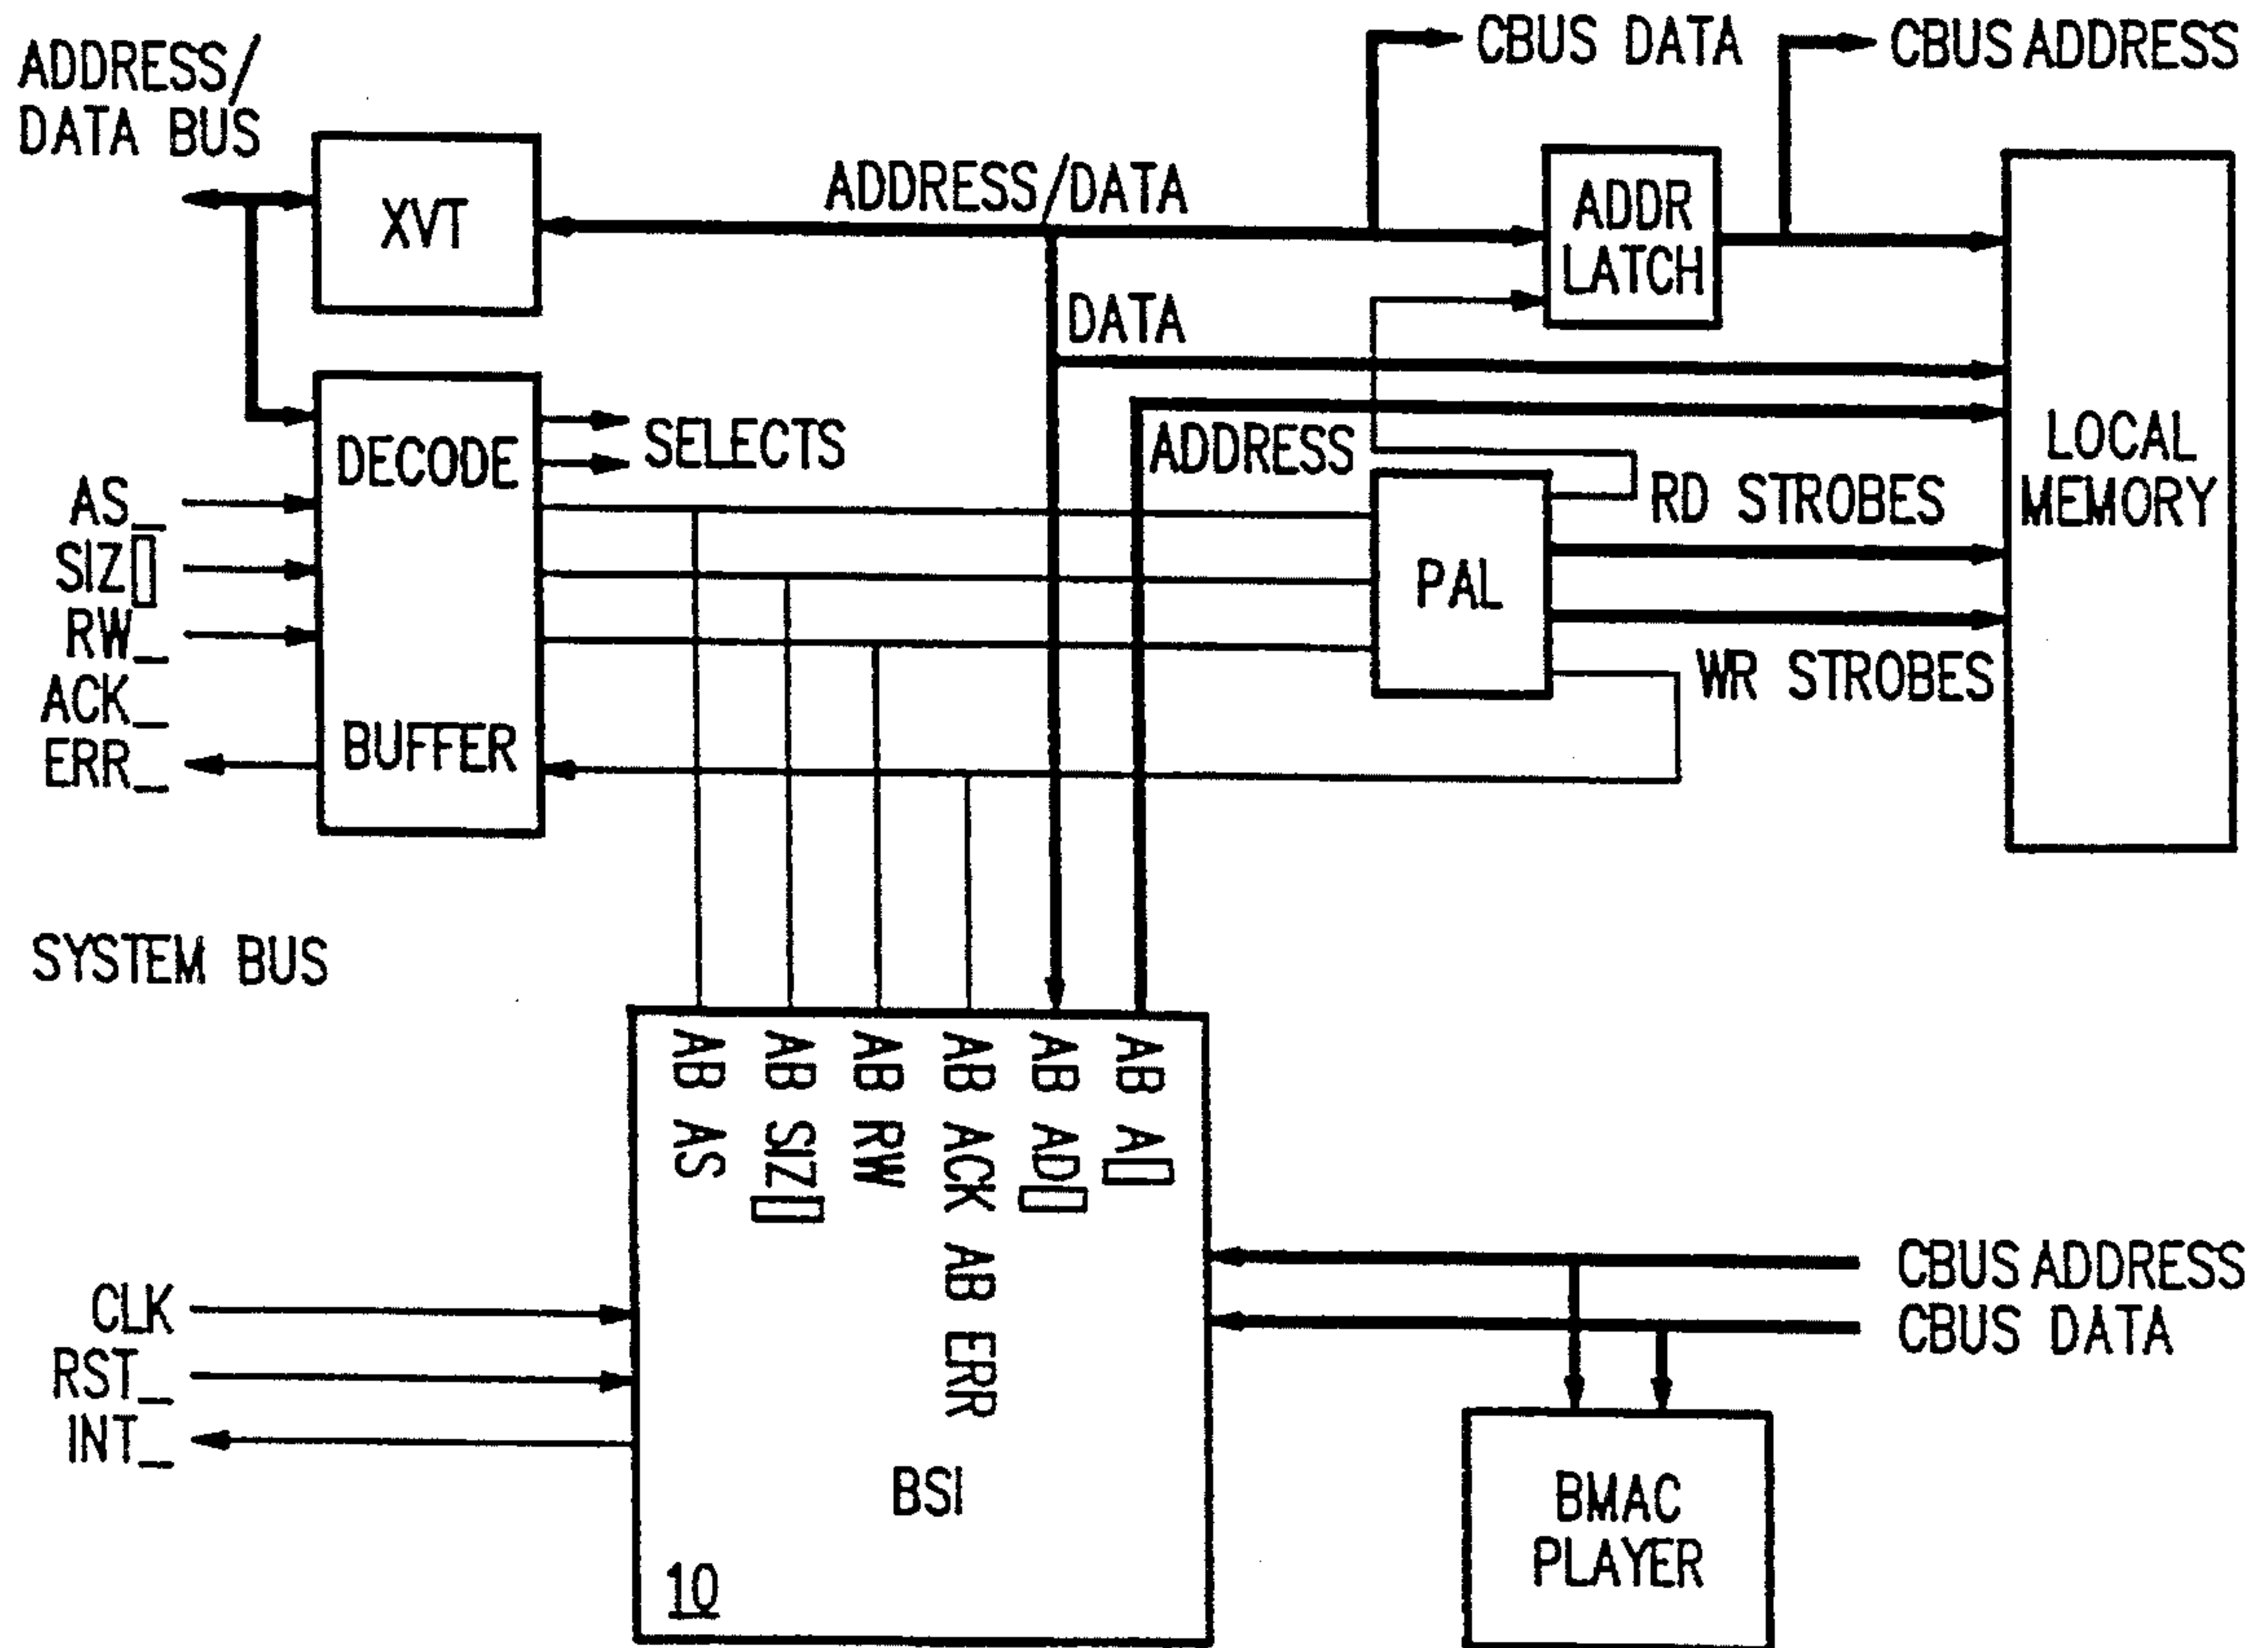 ADDRESS/
DATA BUS
CBUS DATA
CBUS ADDRESS
XVT
ADDRESS/DATA
ADDR
LATCH
DATA
DECODE
SELECTS
ADDRESS
LOCAL
MEMORY
AS_
SIZ[]
RW_
ACK_
ERR_
RD STROBES
PAL
WR STROBES
BUFFER
SYSTEM BUS
AB AS
AB SIZ[]
AB RW
AB ACK AB ERR
AB AD[]
AB A[]
CBUS ADDRESS
CBUS DATA
CLK
RST_
INT_
BSI
10
BMAC
PLAYER